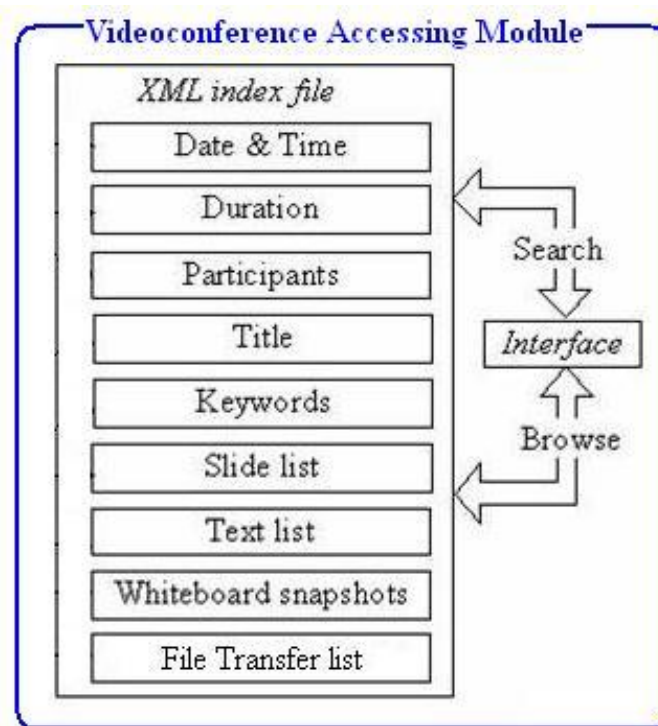 Videoconference Accessing Module
XML index file
Date & Time
Duration
Participants
Title
Keywords
Slide list
Text list
Whiteboard snapshots
File Transfer list
Search
Interface
Browse